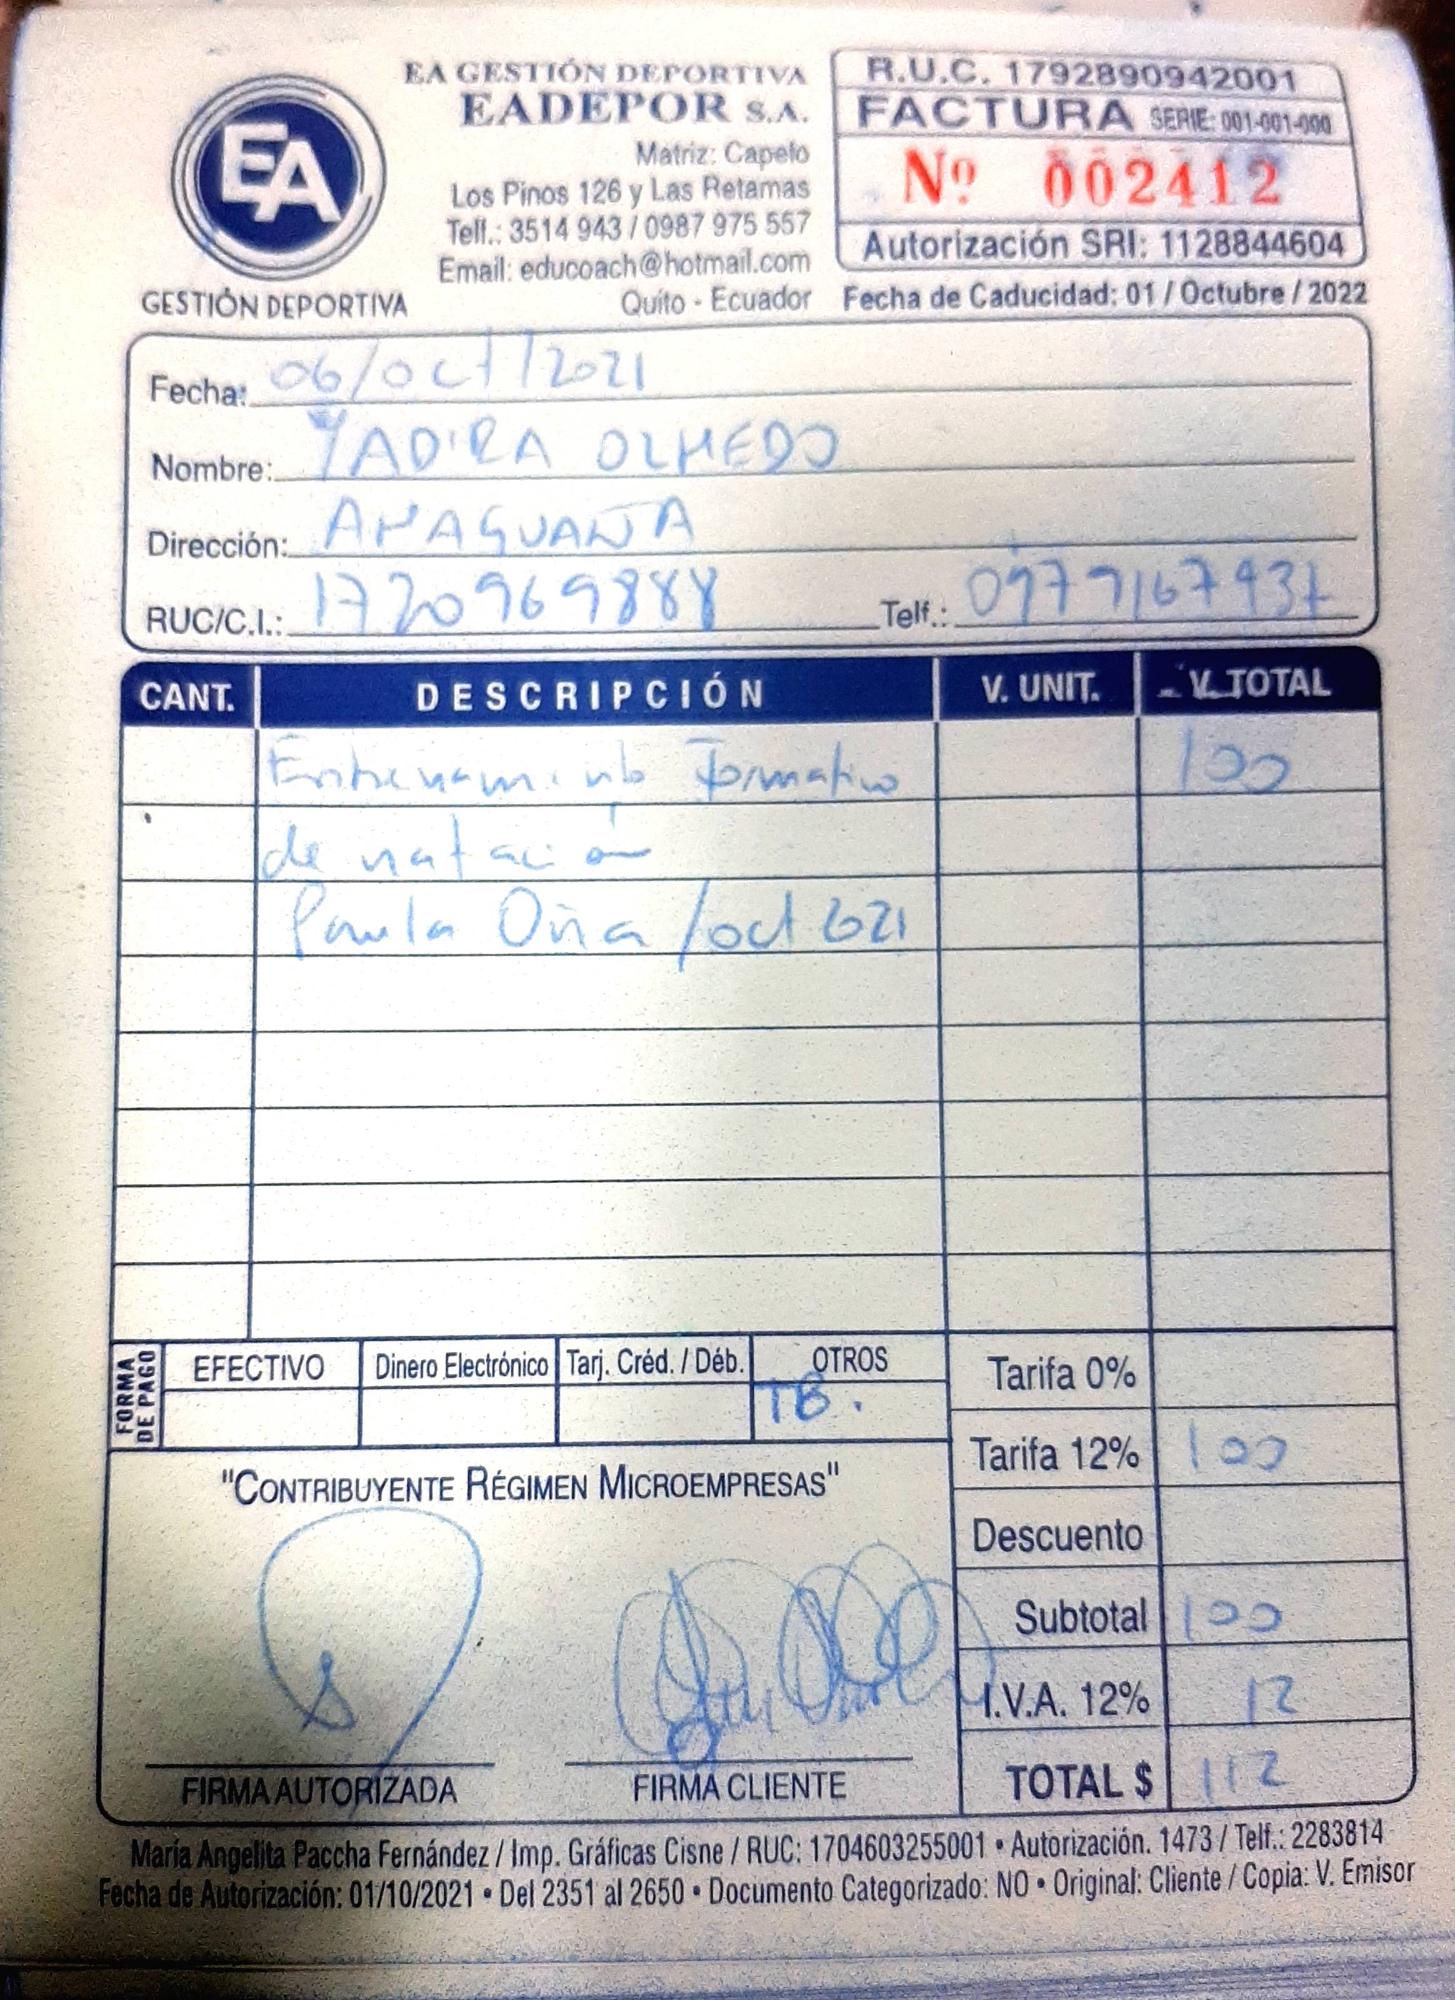 EA
GESTIÓN DEPORTIVA
EA GESTIÓN DEPORTIVA
EADEPOR S.A.
Matriz: Capelo
Los Pinos 126 y Las Retamas
Telf.: 3514 943 / 0987 975 557
Email: educoach@hotmail.com
Quito - Ecuador
R.U.C. 1792890942001
FACTURA SERIE: 001-001-000
Nº 002412
Autorización SRI: 1128844604
Fecha de Caducidad: 01 / Octubre / 2022
Fecha: 06/oct/2021
Nombre: YADIRA OLMEDO
Dirección: AMAGUAÑA
RUC/C.I.: 1720969888 Telf.:
CANT. DESCRIPCIÓN V. UNIT. V. TOTAL
Entrenamiento Formativo 100
de natación
Paula Oña /oct 2021
FORMA DE PAGO
EFECTIVO Dinero Electrónico Tarj. Créd. / Déb. OTROS
TB.
Tarifa 0%
Tarifa 12% 100
Descuento
Subtotal 100
I.V.A. 12% 12
TOTAL $ 112
"CONTRIBUYENTE RÉGIMEN MICROEMPRESAS"
FIRMA AUTORIZADA FIRMA CLIENTE
María Angelita Paccha Fernández / Imp. Gráficas Cisne / RUC: 1704603255001 • Autorización. 1473 / Telf.: 2283814
Fecha de Autorización: 01/10/2021 • Del 2351 al 2650 • Documento Categorizado: NO • Original: Cliente / Copia: V. Emisor